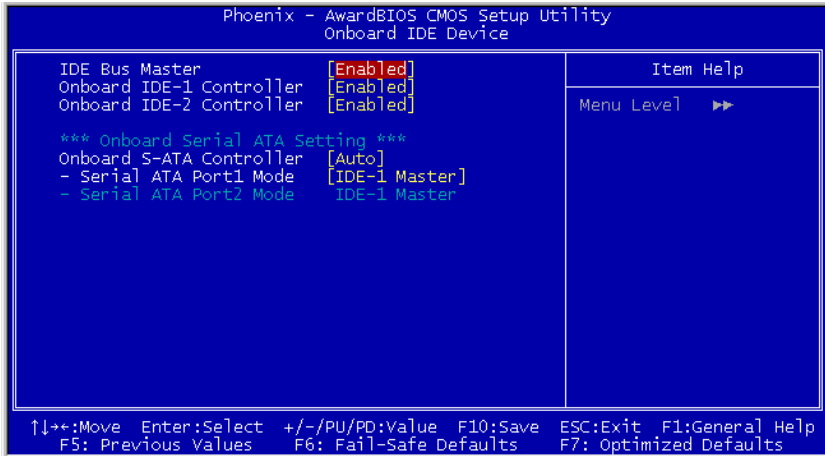 Phoenix - AwardBIOS CMOS Setup Utility
Onboard IDE Device
IDE Bus Master [Enabled]
Onboard IDE-1 Controller [Enabled]
Onboard IDE-2 Controller [Enabled]
*** Onboard Serial ATA Setting ***
Onboard S-ATA Controller [Auto]
- Serial ATA Port1 Mode [IDE-1 Master]
- Serial ATA Port2 Mode IDE-1 Master
Item Help
Menu Level ▸▸
↑↓→←:Move Enter:Select +/-/PU/PD:Value F10:Save ESC:Exit F1:General Help
F5: Previous Values F6: Fail-Safe Defaults F7: Optimized Defaults